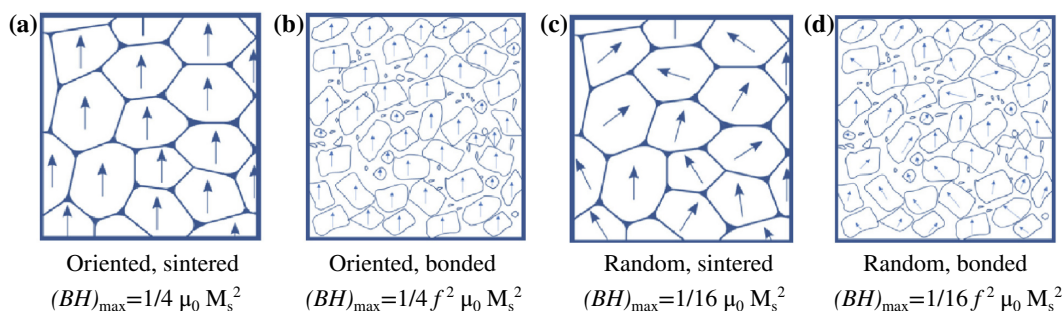 (a) (b) (c) (d)
Oriented, sintered Oriented, bonded Random, sintered Random, bonded
(BH)max=1/4 μ0 Ms² (BH)max=1/4 f² μ0 Ms² (BH)max=1/16 μ0 Ms² (BH)max=1/16 f² μ0 Ms²